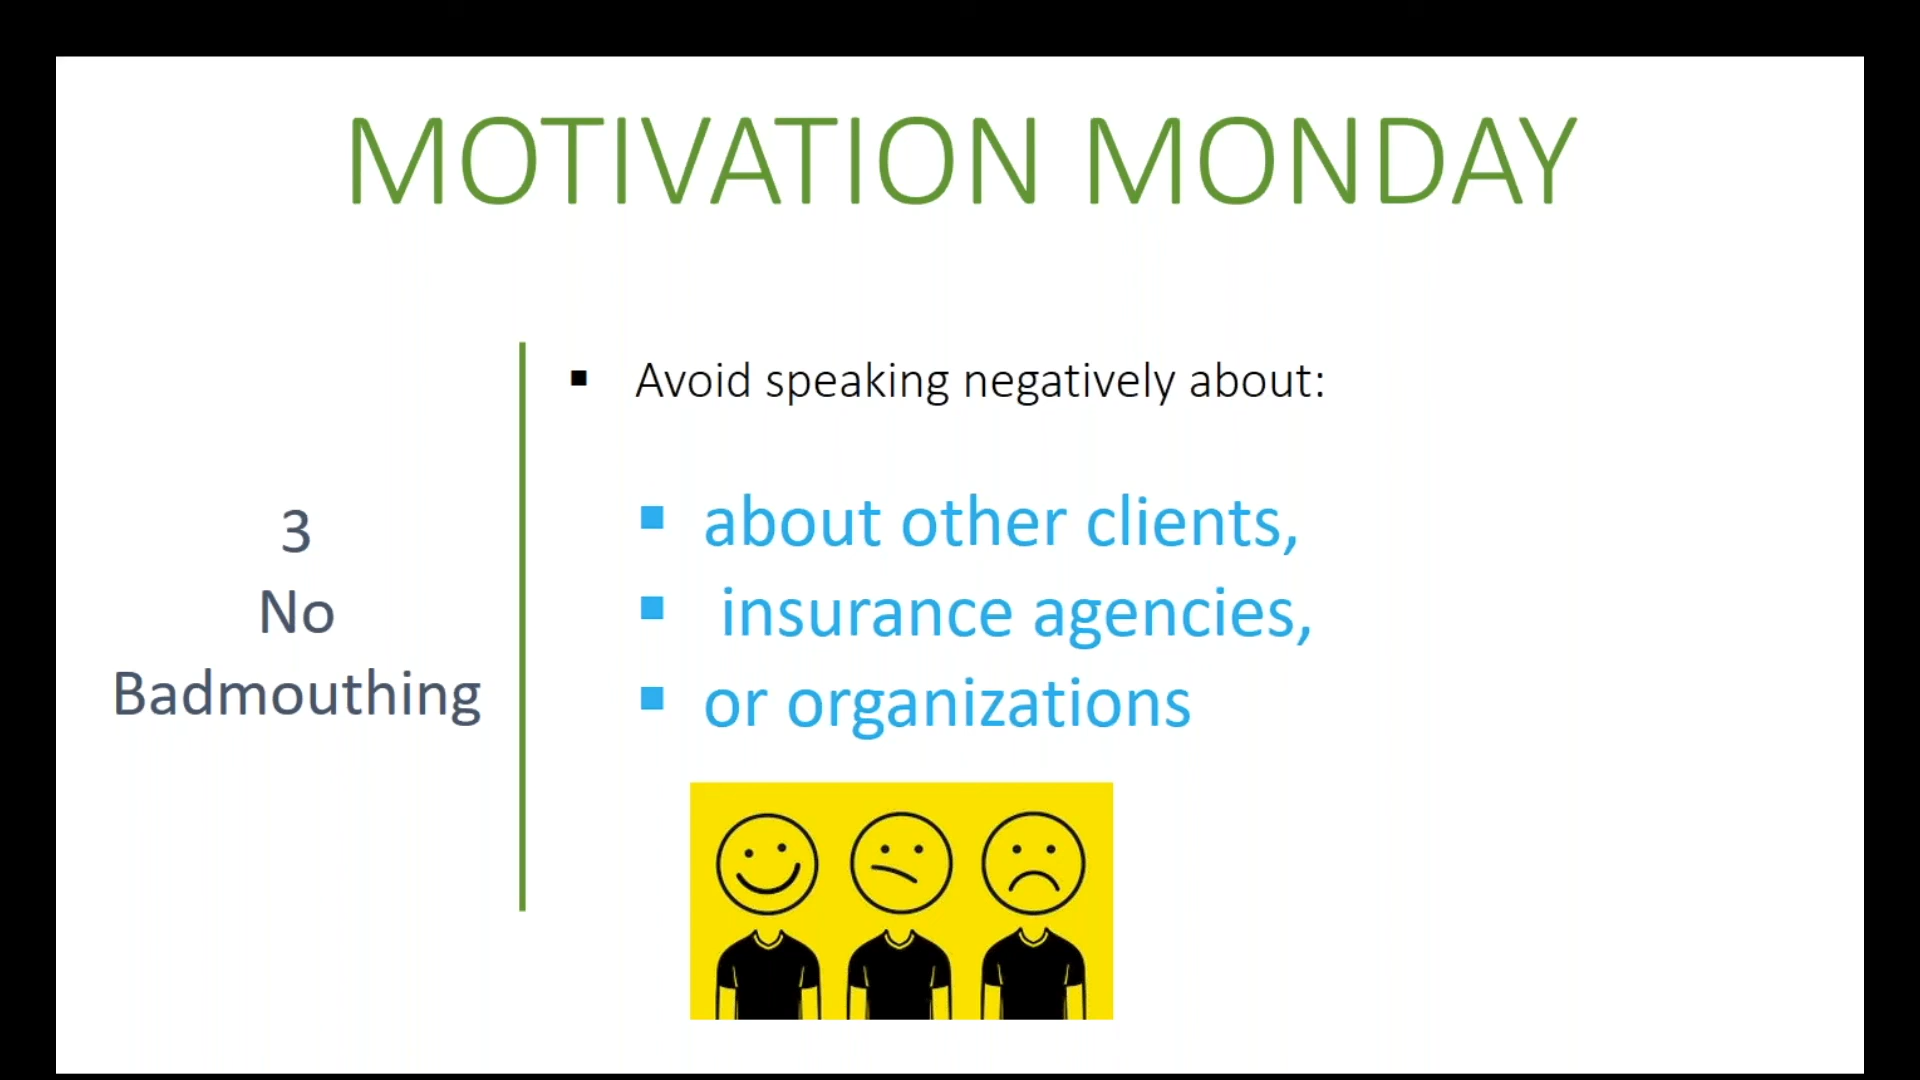 MOTIVATION MONDAY
3
No
Badmouthing
▪ Avoid speaking negatively about:
▪ about other clients,
▪ insurance agencies,
▪ or organizations